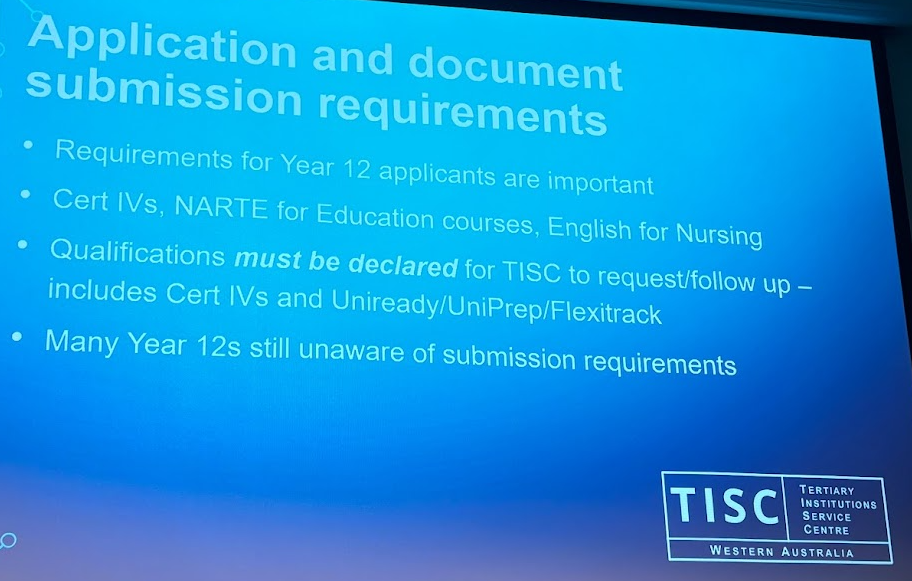 Application and document
submission requirements
• Requirements for Year 12 applicants are important
• Cert IVs, NARTE for Education courses, English for Nursing
• Qualifications must be declared for TISC to request/follow up –
includes Cert IVs and Uniready/UniPrep/Flexitrack
• Many Year 12s still unaware of submission requirements
TISC
TERTIARY
INSTITUTIONS
SERVICE
CENTRE
WESTERN AUSTRALIA